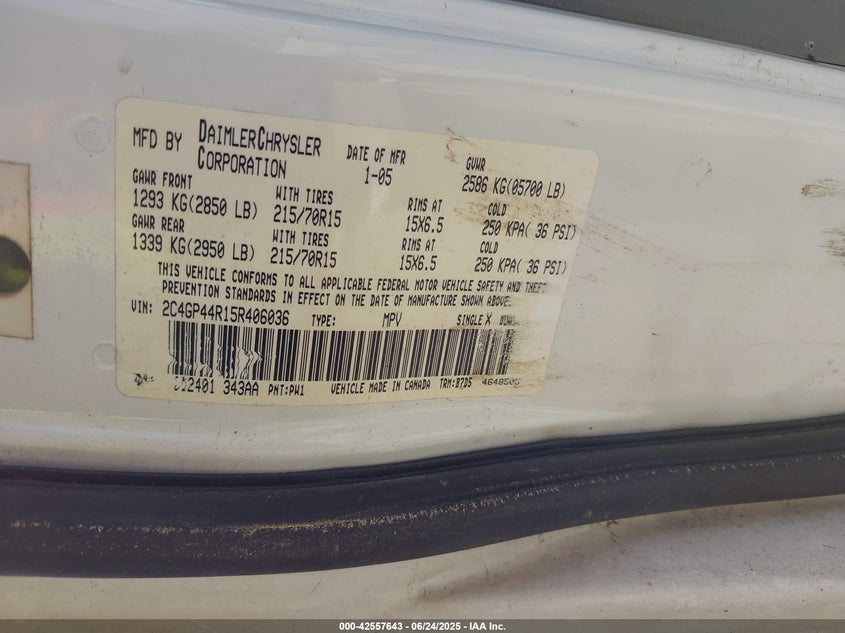 MFD BY DAIMLERCHRYSLER CORPORATION DATE OF MFR 1-05 GVWR 2586 KG(05700 LB)
GAWR FRONT WITH TIRES RIMS AT COLD
1293 KG(2850 LB) 215/70R15 15X6.5 250 KPA( 36 PSI)
GAWR REAR WITH TIRES RIMS AT COLD
1339 KG(2950 LB) 215/70R15 15X6.5 250 KPA( 36 PSI)
THIS VEHICLE CONFORMS TO ALL APPLICABLE FEDERAL MOTOR VEHICLE SAFETY AND THEFT
PREVENTION STANDARDS IN EFFECT ON THE DATE OF MANUFACTURE SHOWN ABOVE.
VIN: 2C4GP44R15R406036 TYPE: MPV SINGLE X
343AA PNT:PW1 VEHICLE MADE IN CANADA TRM:B7D5
000-42557643 / 06/24/2025 - IAA Inc.